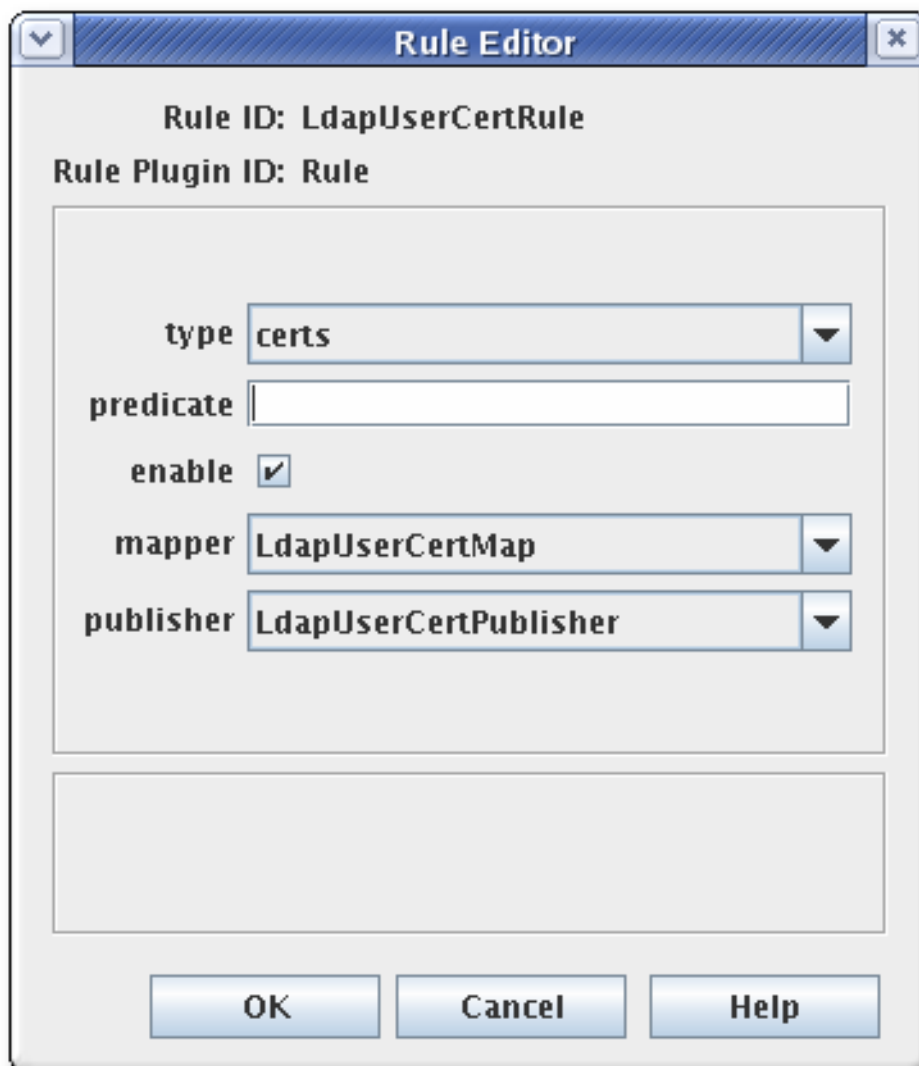 Rule Editor
Rule ID: LdapUserCertRule
Rule Plugin ID: Rule
type certs
predicate
enable
mapper LdapUserCertMap
publisher LdapUserCertPublisher
OK Cancel Help